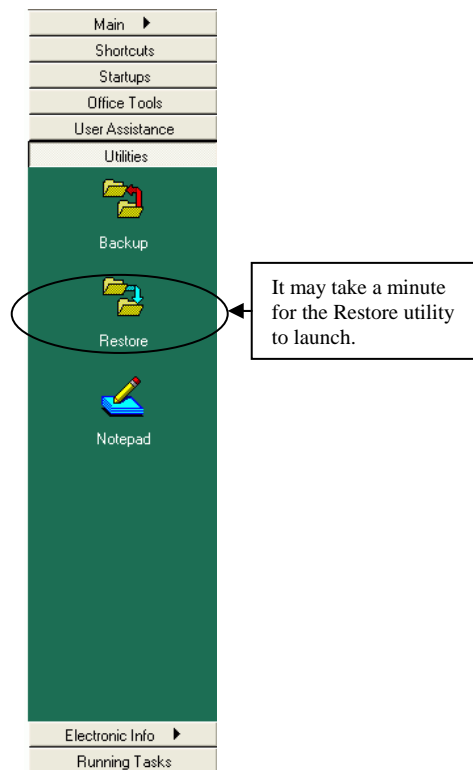 Main
Shortcuts
Startups
Office Tools
User Assistance
Utilities
Backup
Restore
Notepad
It may take a minute
for the Restore utility
to launch.
Electronic Info
Running Tasks